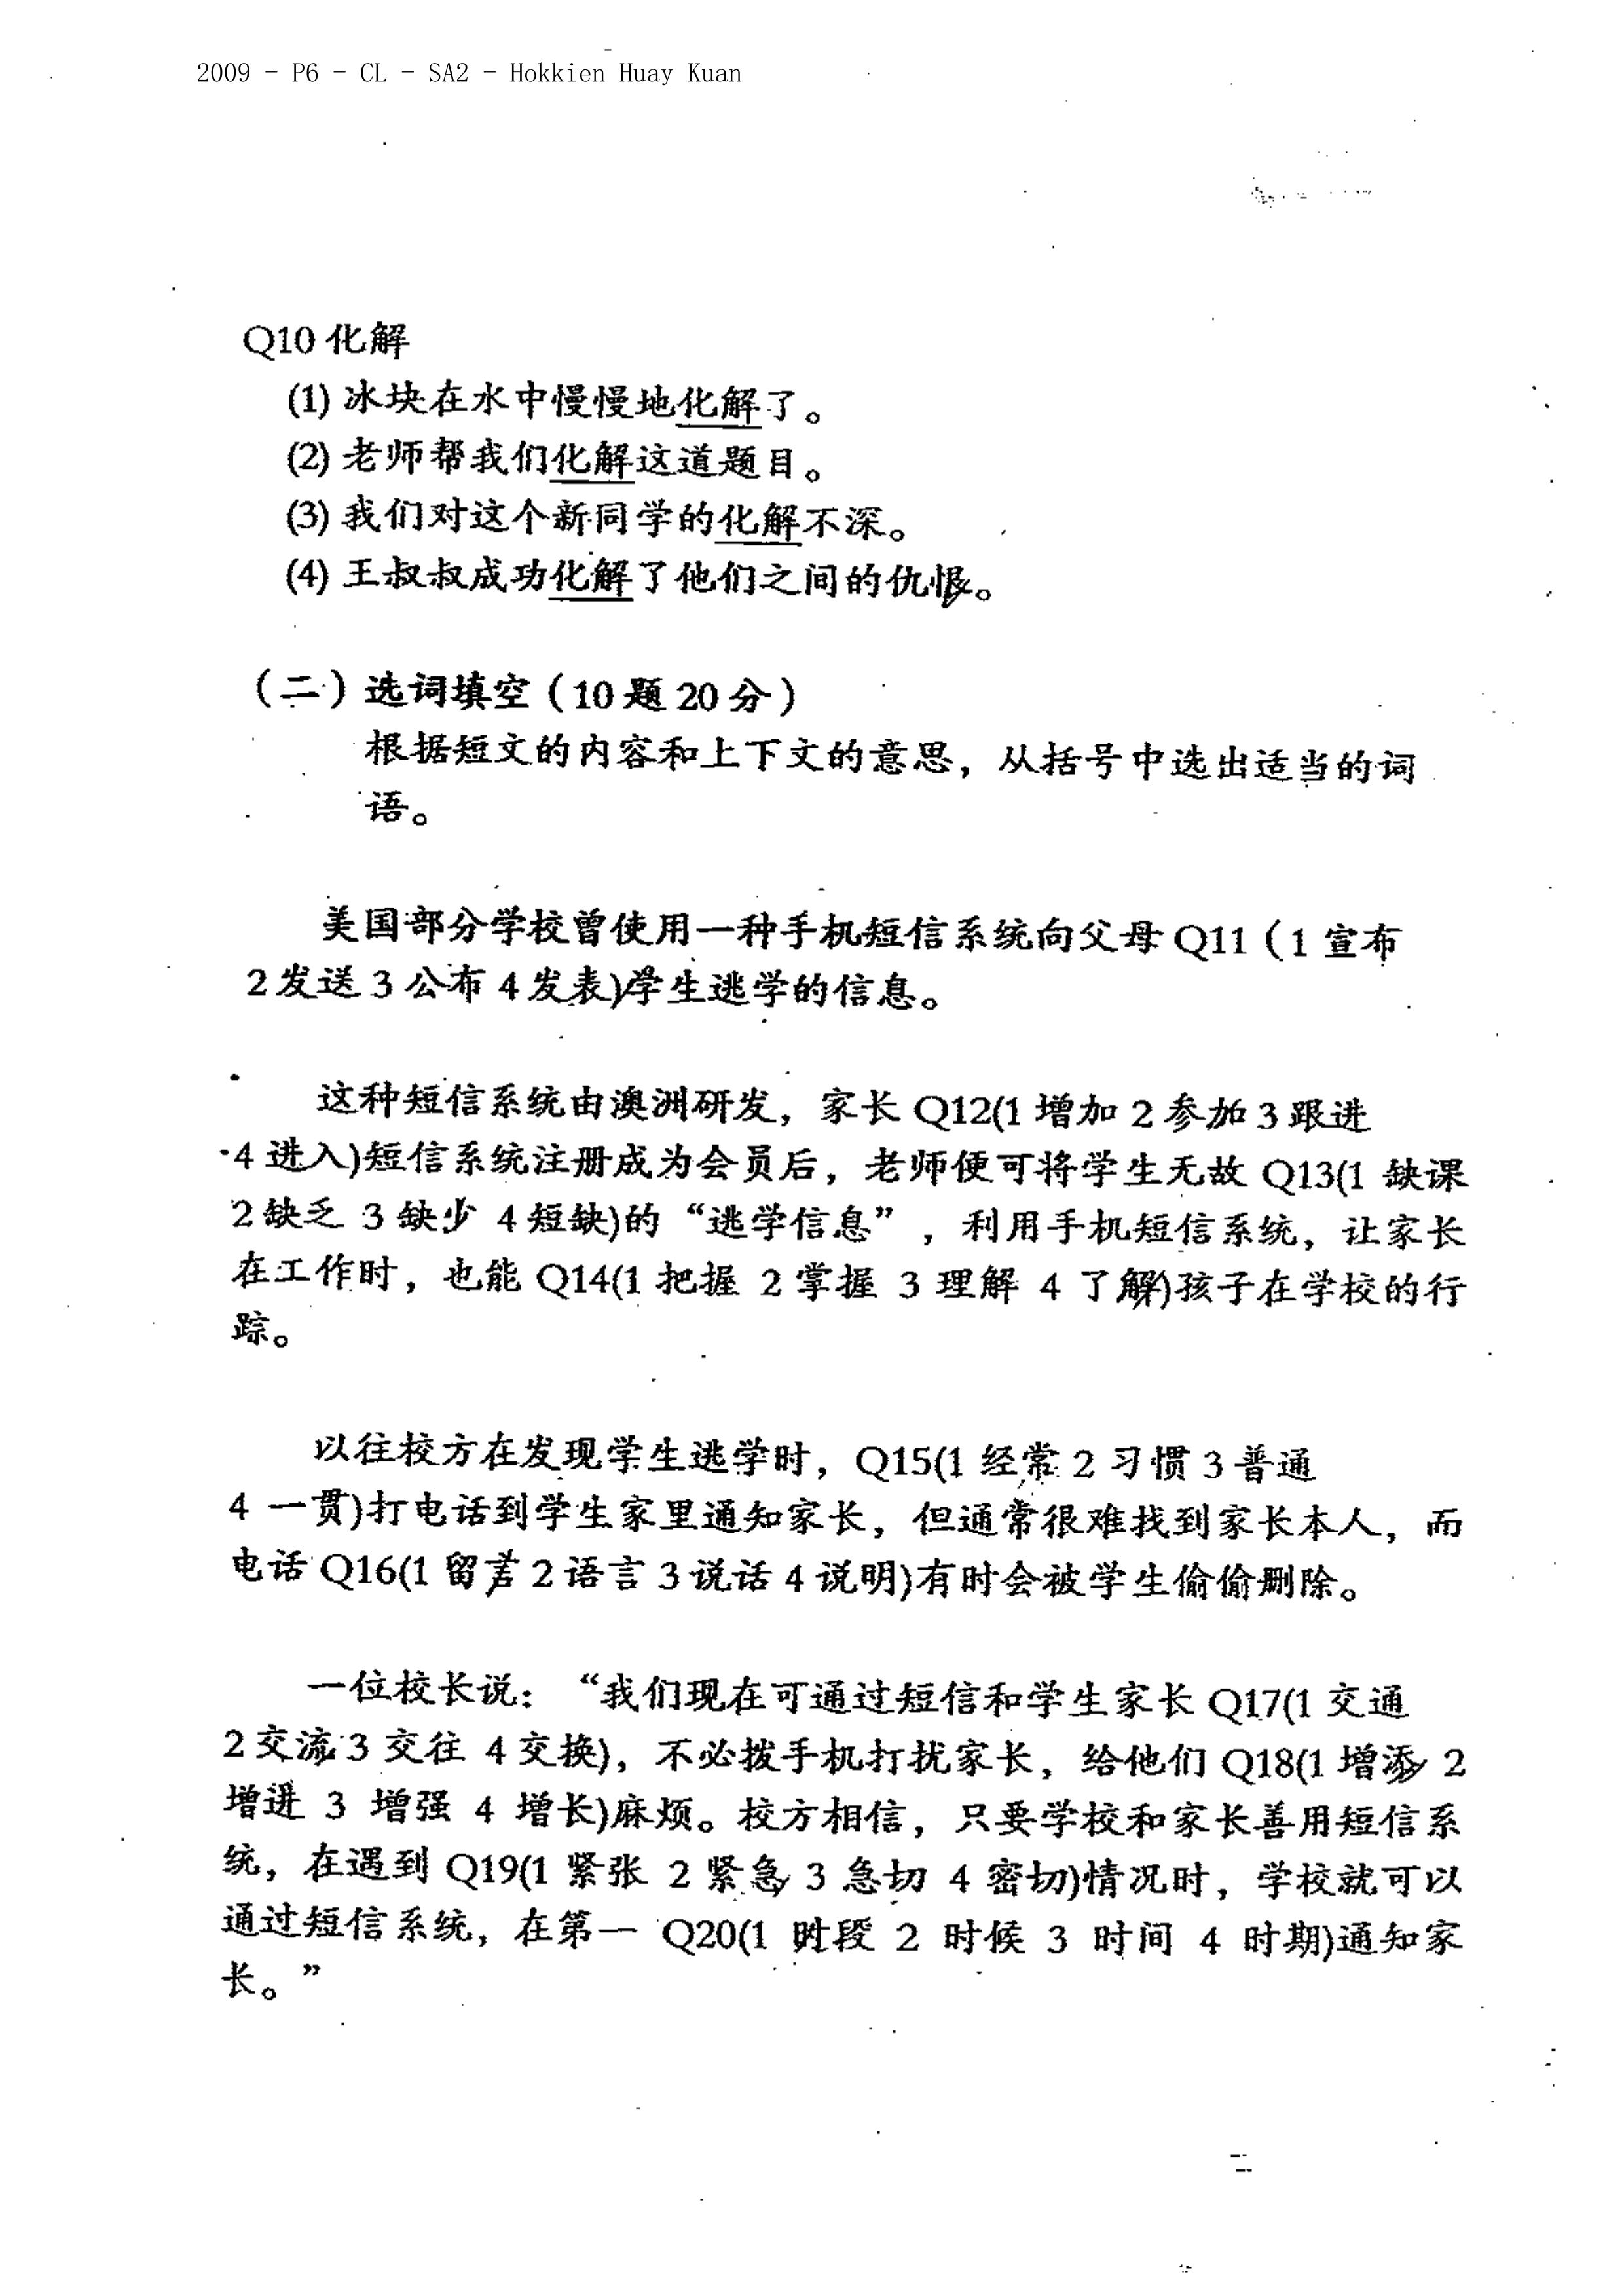 2009 - P6 - CL - SA2 - Hokkien Huay Kuan
Q10 化解
(1) 冰块在水中慢慢地化解了。
(2) 老师帮我们化解这道题目。
(3) 我们对这个新同学的化解不深。
(4) 王叔叔成功化解了他们之间的仇恨。
（二）选词填空（10 题 20 分）
根据短文的内容和上下文的意思，从括号中选出适当的词
语。
美国部分学校曾使用一种手机短信系统向父母 Q11（1 宣布
2 发送 3 公布 4 发表)学生逃学的信息。
这种短信系统由澳洲研发，家长 Q12(1 增加 2 参加 3 跟进
4 进入)短信系统注册成为会员后，老师便可将学生无故 Q13(1 缺课
2 缺乏 3 缺少 4 短缺)的“逃学信息”，利用手机短信系统，让家长
在工作时，也能 Q14(1 把握 2 掌握 3 理解 4 了解)孩子在学校的行
踪。
以往校方在发现学生逃学时，Q15(1 经常 2 习惯 3 普通
4 一贯)打电话到学生家里通知家长，但通常很难找到家长本人，而
电话 Q16(1 留言 2 语言 3 说话 4 说明)有时会被学生偷偷删除。
一位校长说：“我们现在可通过短信和学生家长 Q17(1 交通
2 交流 3 交往 4 交换)，不必拨手机打扰家长，给他们 Q18(1 增添 2
增进 3 增强 4 增长)麻烦。校方相信，只要学校和家长善用短信系
统，在遇到 Q19(1 紧张 2 紧急 3 急切 4 密切)情况时，学校就可以
通过短信系统，在第一 Q20(1 时段 2 时候 3 时间 4 时期)通知家
长。”